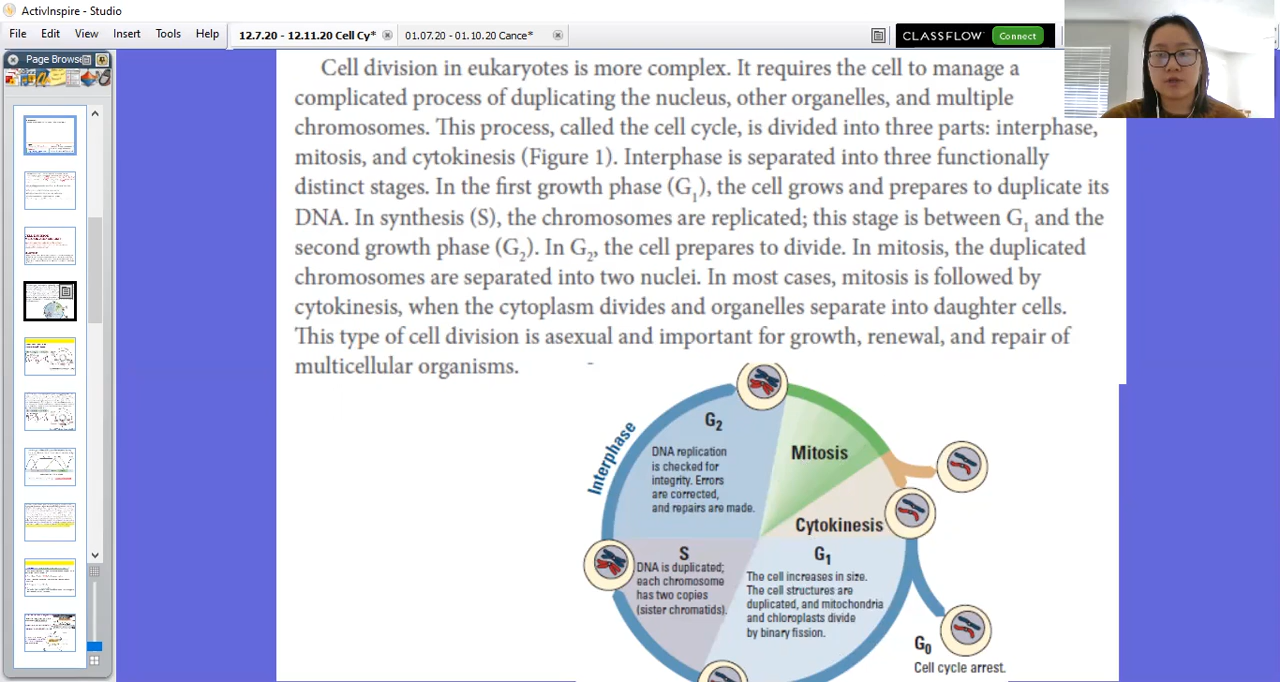 ActivInspire - Studio
File Edit View Insert Tools Help
12.7.20 - 12.11.20 Cell Cy*
01.07.20 - 01.10.20 Cance*
CLASSFLOW Connect
Page Browse
Cell division in eukaryotes is more complex. It requires the cell to manage a
complicated process of duplicating the nucleus, other organelles, and multiple
chromosomes. This process, called the cell cycle, is divided into three parts: interphase,
mitosis, and cytokinesis (Figure 1). Interphase is separated into three functionally
distinct stages. In the first growth phase (G1), the cell grows and prepares to duplicate its
DNA. In synthesis (S), the chromosomes are replicated; this stage is between G1 and the
second growth phase (G2). In G2, the cell prepares to divide. In mitosis, the duplicated
chromosomes are separated into two nuclei. In most cases, mitosis is followed by
cytokinesis, when the cytoplasm divides and organelles separate into daughter cells.
This type of cell division is asexual and important for growth, renewal, and repair of
multicellular organisms.
Interphase
G2
DNA replication
is checked for
integrity. Errors
are corrected,
and repairs are made.
Mitosis
Cytokinesis
S
DNA is duplicated;
each chromosome
has two copies
(sister chromatids).
G1
The cell increases in size.
The cell structures are
duplicated, and mitochondria
and chloroplasts divide
by binary fission.
G0
Cell cycle arrest.